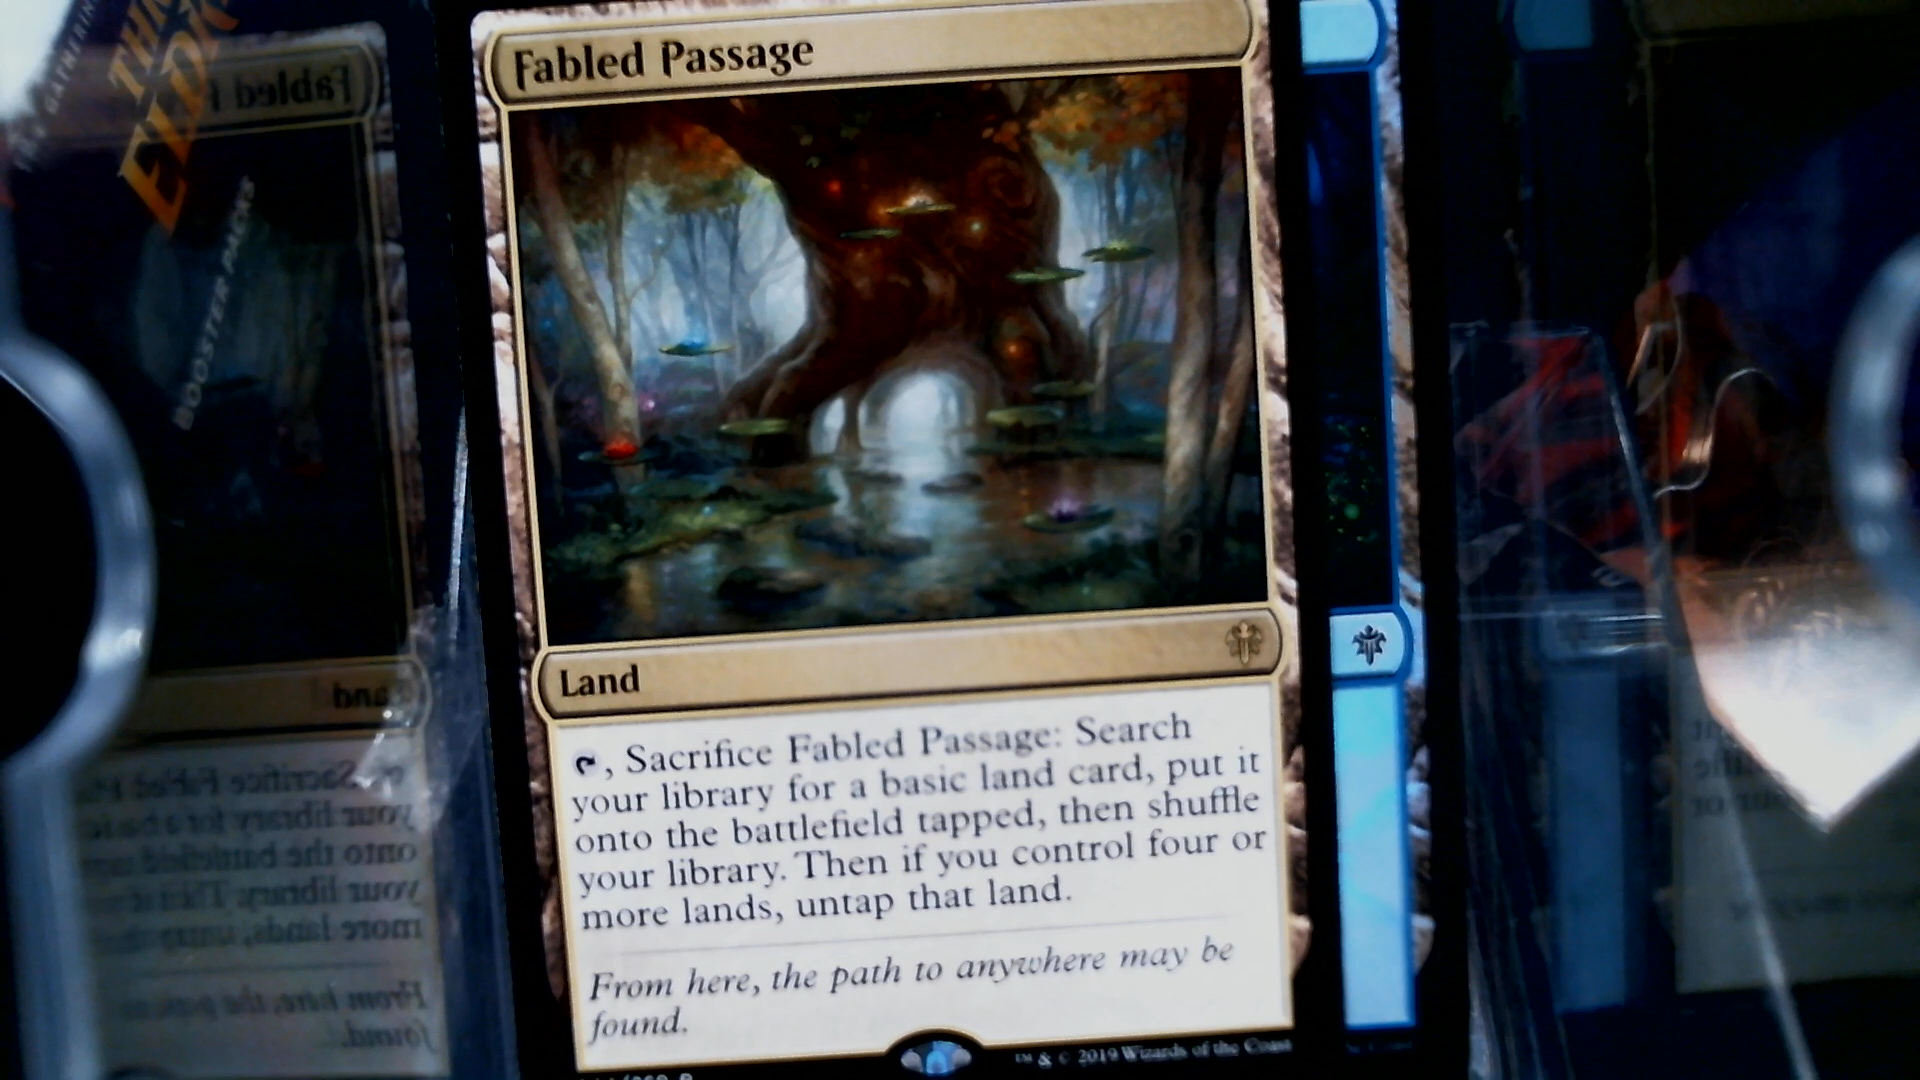 Fabled Passage
Land
, Sacrifice Fabled Passage: Search
your library for a basic land card, put it
onto the battlefield tapped, then shuffle
your library. Then if you control four or
more lands, untap that land.
From here, the path to anywhere may be
found.
™ & © 2019 Wizards of the Coast
BOOSTER PACKS